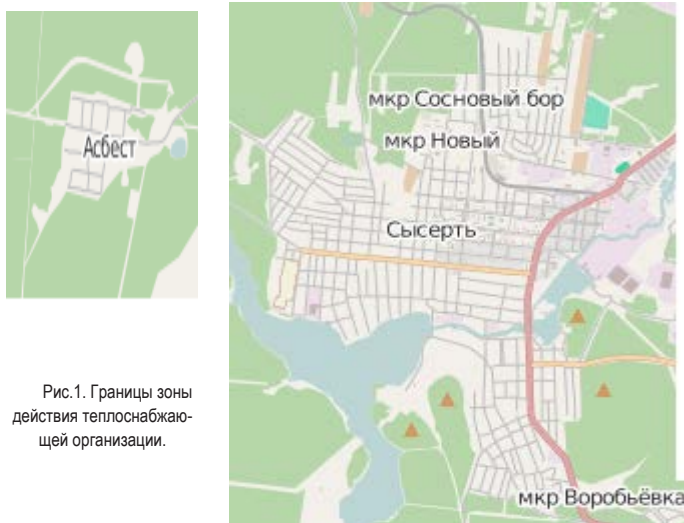 мкр Сосновый бор
мкр Новый
Асбест
Сысерть
Рис.1. Границы зоны
действия теплоснабжаю-
щей организации.
мкр Воробьёвка